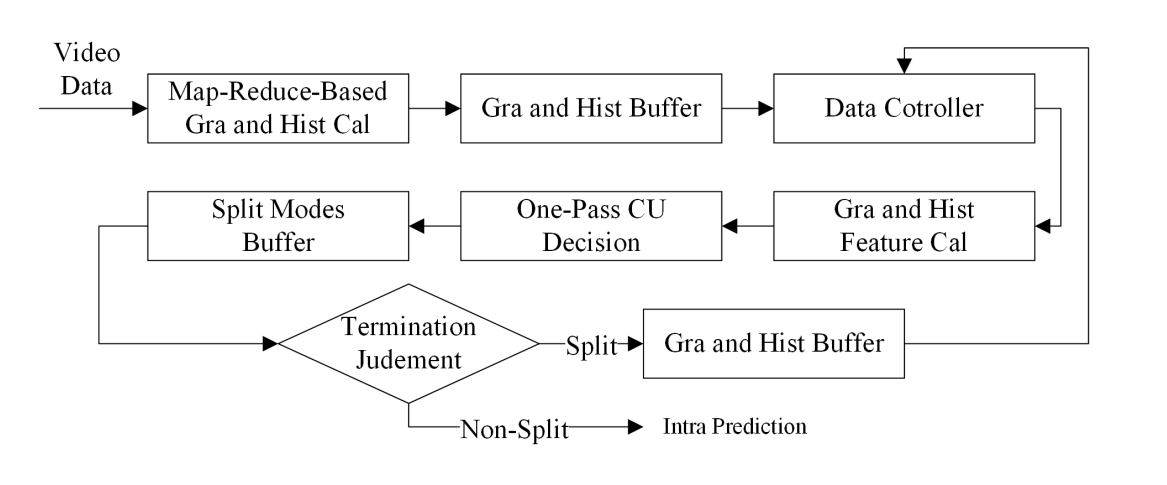 Video
Data
Map-Reduce-Based
Gra and Hist Cal
Gra and Hist Buffer
Data Cotroller
Split Modes
Buffer
One-Pass CU
Decision
Gra and Hist
Feature Cal
Termination
Judement
Split
Gra and Hist Buffer
Non-Split
Intra Prediction